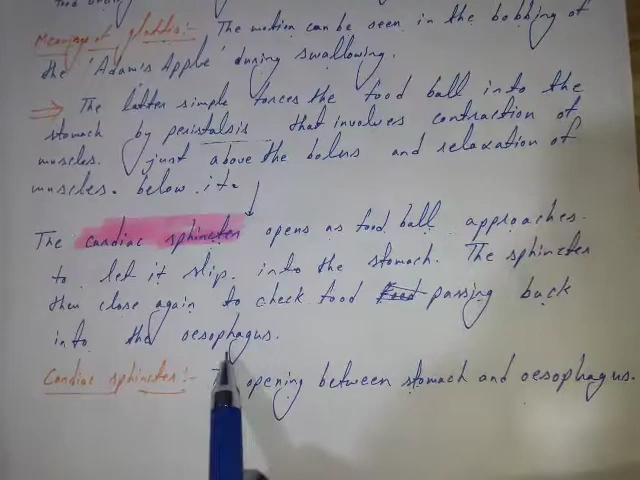 food
Meaning of glottis:- The motion can be seen in the bobbing of
the 'Adam's Apple' during swallowing.
⇒ The latter simple forces the food ball into the
stomach by peristalsis that involves contraction of
muscles. just above the bolus and relaxation of
muscles. below it.
The cardiac sphincter opens as food ball approaches.
to let it slip into the stomach. The sphincter
then close again to check food food passing back
into the oesophagus.
Cardiac sphincter:- opening between stomach and oesophagus.